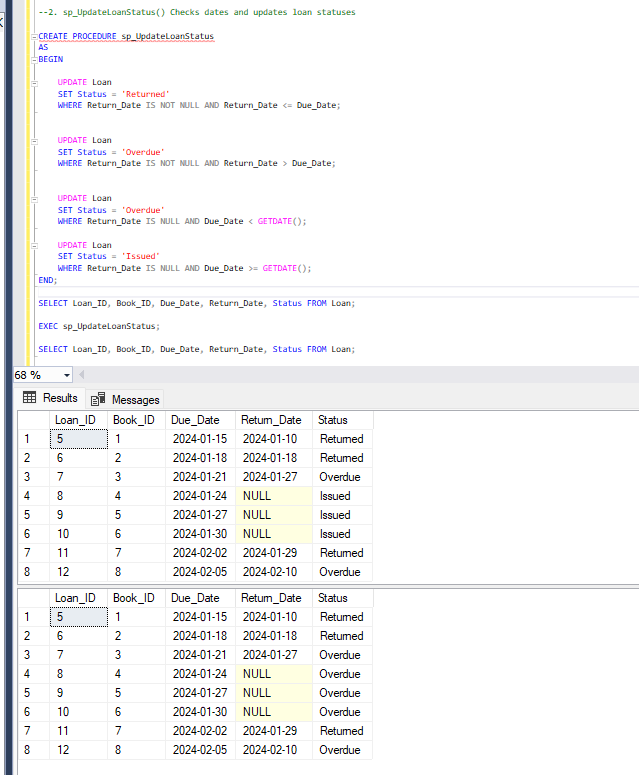 --2. sp_UpdateLoanStatus() Checks dates and updates loan statuses
CREATE PROCEDURE sp_UpdateLoanStatus
AS
BEGIN
UPDATE Loan
SET Status = 'Returned'
WHERE Return_Date IS NOT NULL AND Return_Date <= Due_Date;
UPDATE Loan
SET Status = 'Overdue'
WHERE Return_Date IS NOT NULL AND Return_Date > Due_Date;
UPDATE Loan
SET Status = 'Overdue'
WHERE Return_Date IS NULL AND Due_Date < GETDATE();
UPDATE Loan
SET Status = 'Issued'
WHERE Return_Date IS NULL AND Due_Date >= GETDATE();
END;
SELECT Loan_ID, Book_ID, Due_Date, Return_Date, Status FROM Loan;
EXEC sp_UpdateLoanStatus;
SELECT Loan_ID, Book_ID, Due_Date, Return_Date, Status FROM Loan;
68 %
Results Messages
Loan_ID Book_ID Due_Date Return_Date Status
1 5 1 2024-01-15 2024-01-10 Returned
2 6 2 2024-01-18 2024-01-18 Returned
3 7 3 2024-01-21 2024-01-27 Overdue
4 8 4 2024-01-24 NULL Issued
5 9 5 2024-01-27 NULL Issued
6 10 6 2024-01-30 NULL Issued
7 11 7 2024-02-02 2024-01-29 Returned
8 12 8 2024-02-05 2024-02-10 Overdue
Loan_ID Book_ID Due_Date Return_Date Status
1 5 1 2024-01-15 2024-01-10 Returned
2 6 2 2024-01-18 2024-01-18 Returned
3 7 3 2024-01-21 2024-01-27 Overdue
4 8 4 2024-01-24 NULL Overdue
5 9 5 2024-01-27 NULL Overdue
6 10 6 2024-01-30 NULL Overdue
7 11 7 2024-02-02 2024-01-29 Returned
8 12 8 2024-02-05 2024-02-10 Overdue